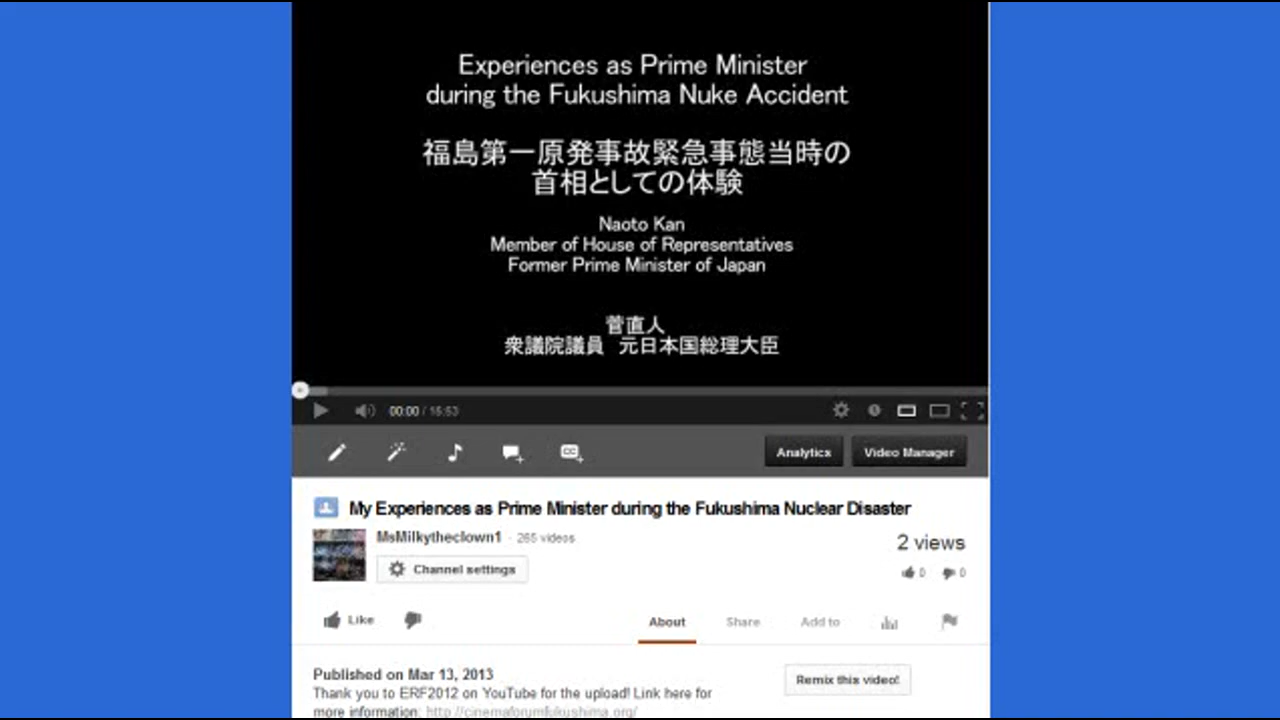 Experiences as Prime Minister
during the Fukushima Nuke Accident
福島第一原発事故緊急事態当時の
首相としての体験
Naoto Kan
Member of House of Representatives
Former Prime Minister of Japan
菅直人
衆議院議員 元日本国総理大臣
00:00 / 15:53
Analytics Video Manager
My Experiences as Prime Minister during the Fukushima Nuclear Disaster
MsMilkytheclown1 · 265 videos
2 views
Channel settings
0 0
Like
About Share Add to
Published on Mar 13, 2013
Remix this video!
Thank you to ERF2012 on YouTube for the upload! Link here for
more information: http://cinemaforumfukushima.org/